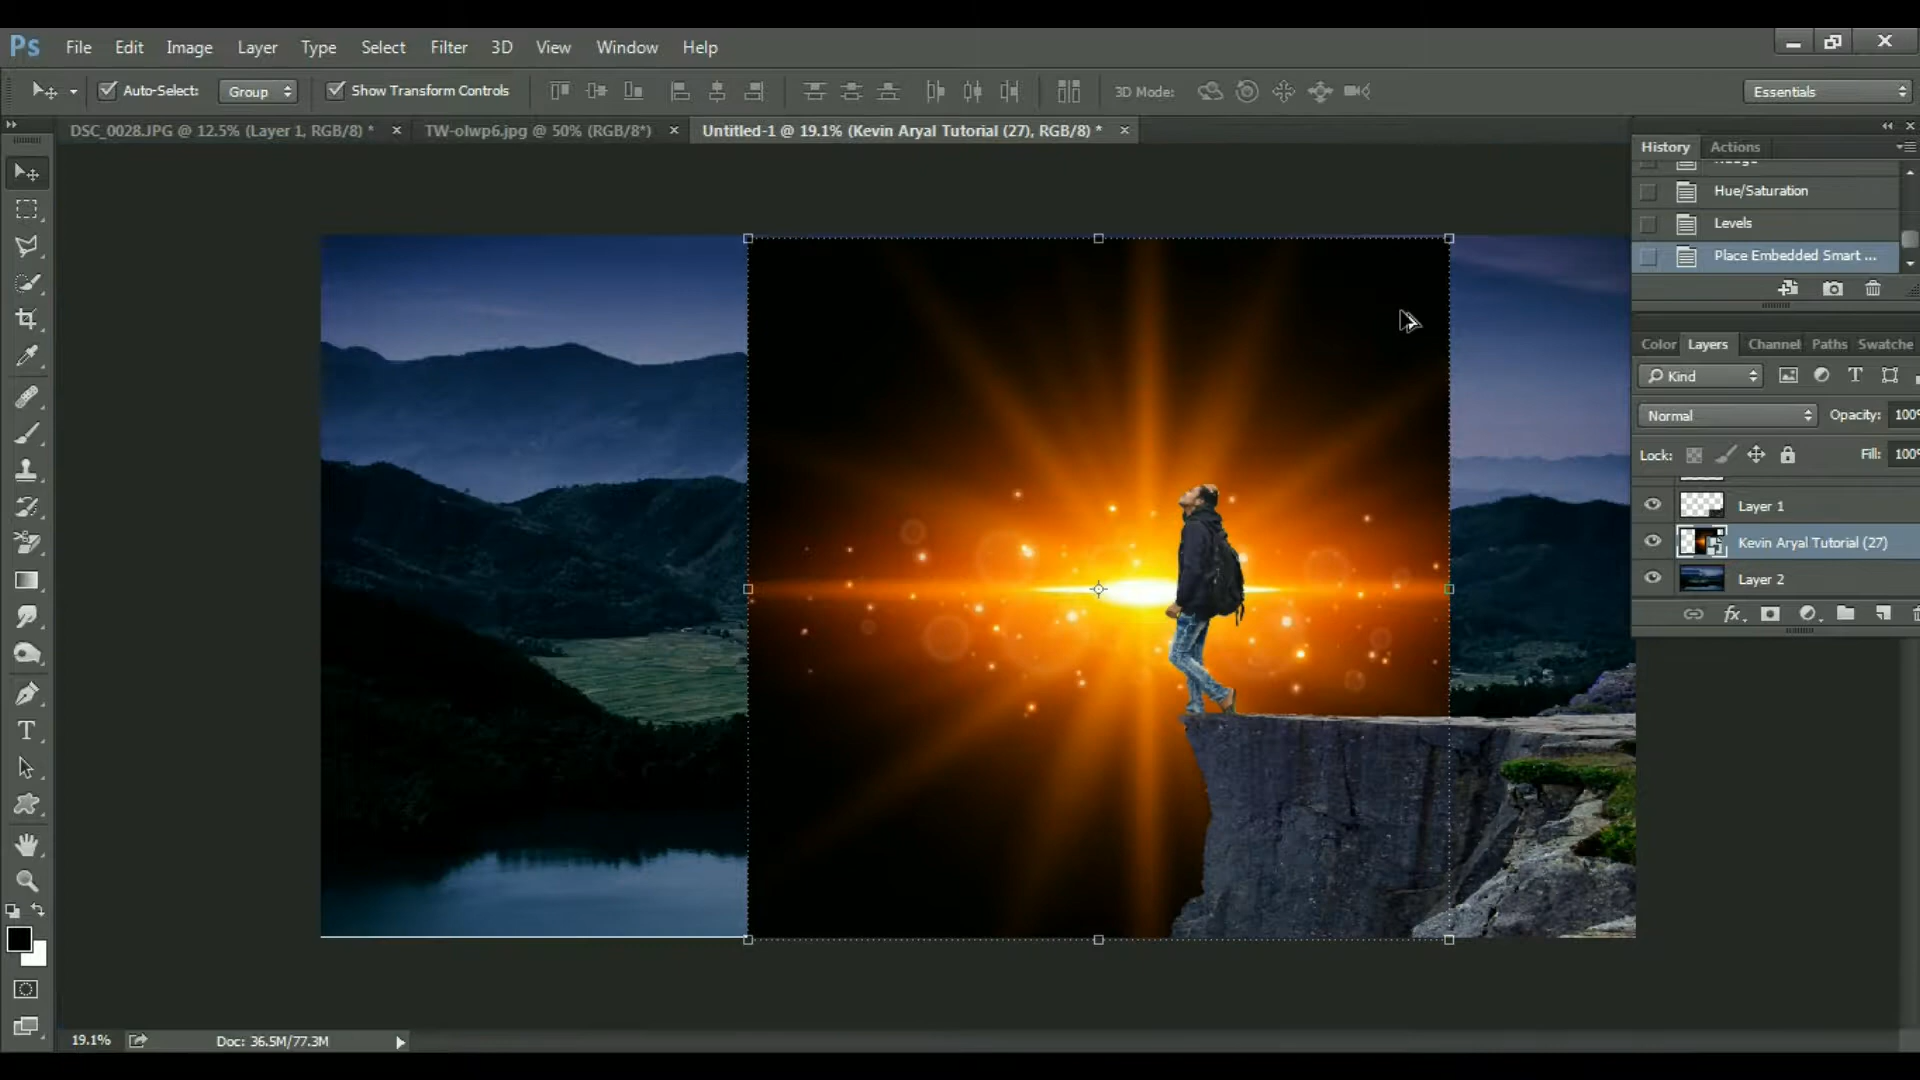 Ps File Edit Image Layer Type Select Filter 3D View Window Help
Auto-Select: Group Show Transform Controls 3D Mode: Essentials
DSC_0028.JPG @ 12.5% (Layer 1, RGB/8) * TW-olwp6.jpg @ 50% (RGB/8*) Untitled-1 @ 19.1% (Kevin Aryal Tutorial (27), RGB/8) *
History Actions
Hue/Saturation
Levels
Place Embedded Smart ...
Color Layers Channel Paths Swatche
Kind
Normal Opacity: 100%
Lock: Fill: 100%
Layer 1
Kevin Aryal Tutorial (27)
Layer 2
fx
T
19.1% Doc: 36.5M/77.3M